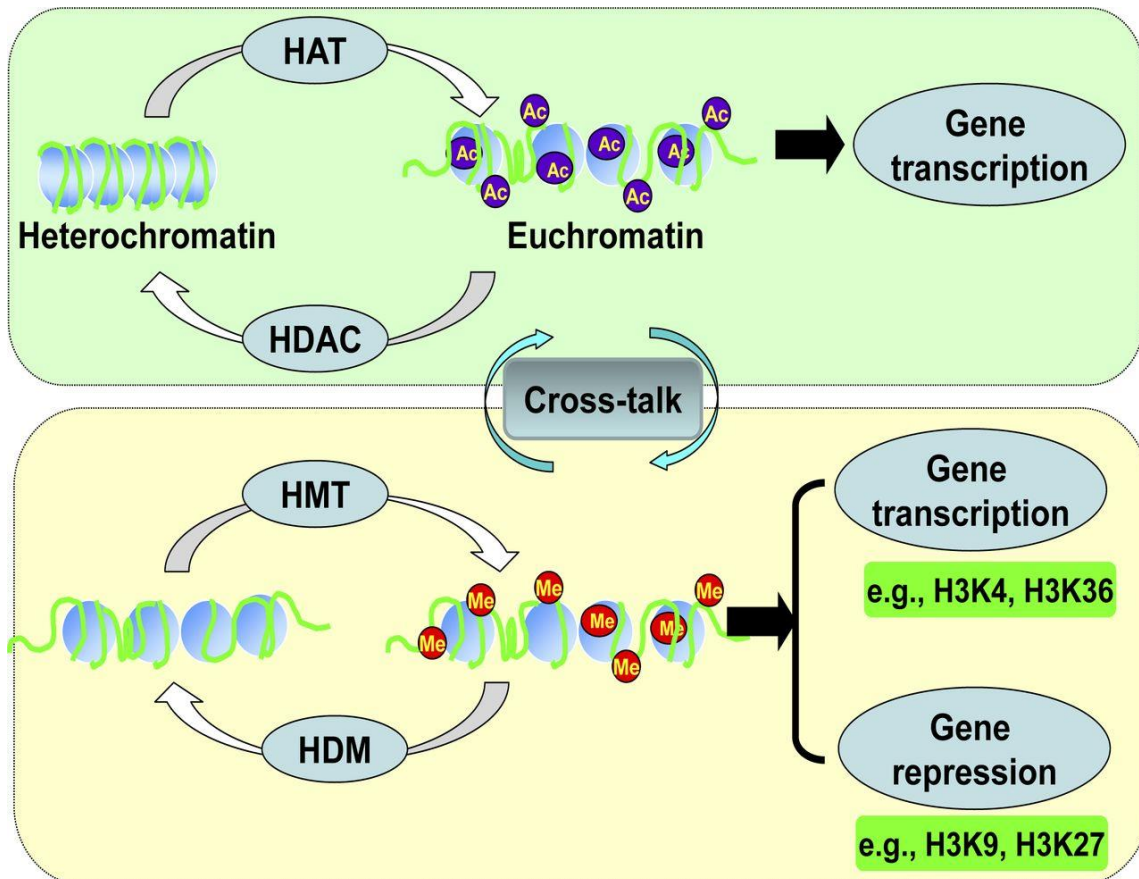 HAT
Ac
Ac
Ac
Ac
Ac
Ac
Ac
Ac
Gene
transcription
Heterochromatin
Euchromatin
HDAC
Cross-talk
HMT
Gene
transcription
e.g., H3K4, H3K36
Me
Me
Me
Me
Me
Me
Me
HDM
Gene
repression
e.g., H3K9, H3K27